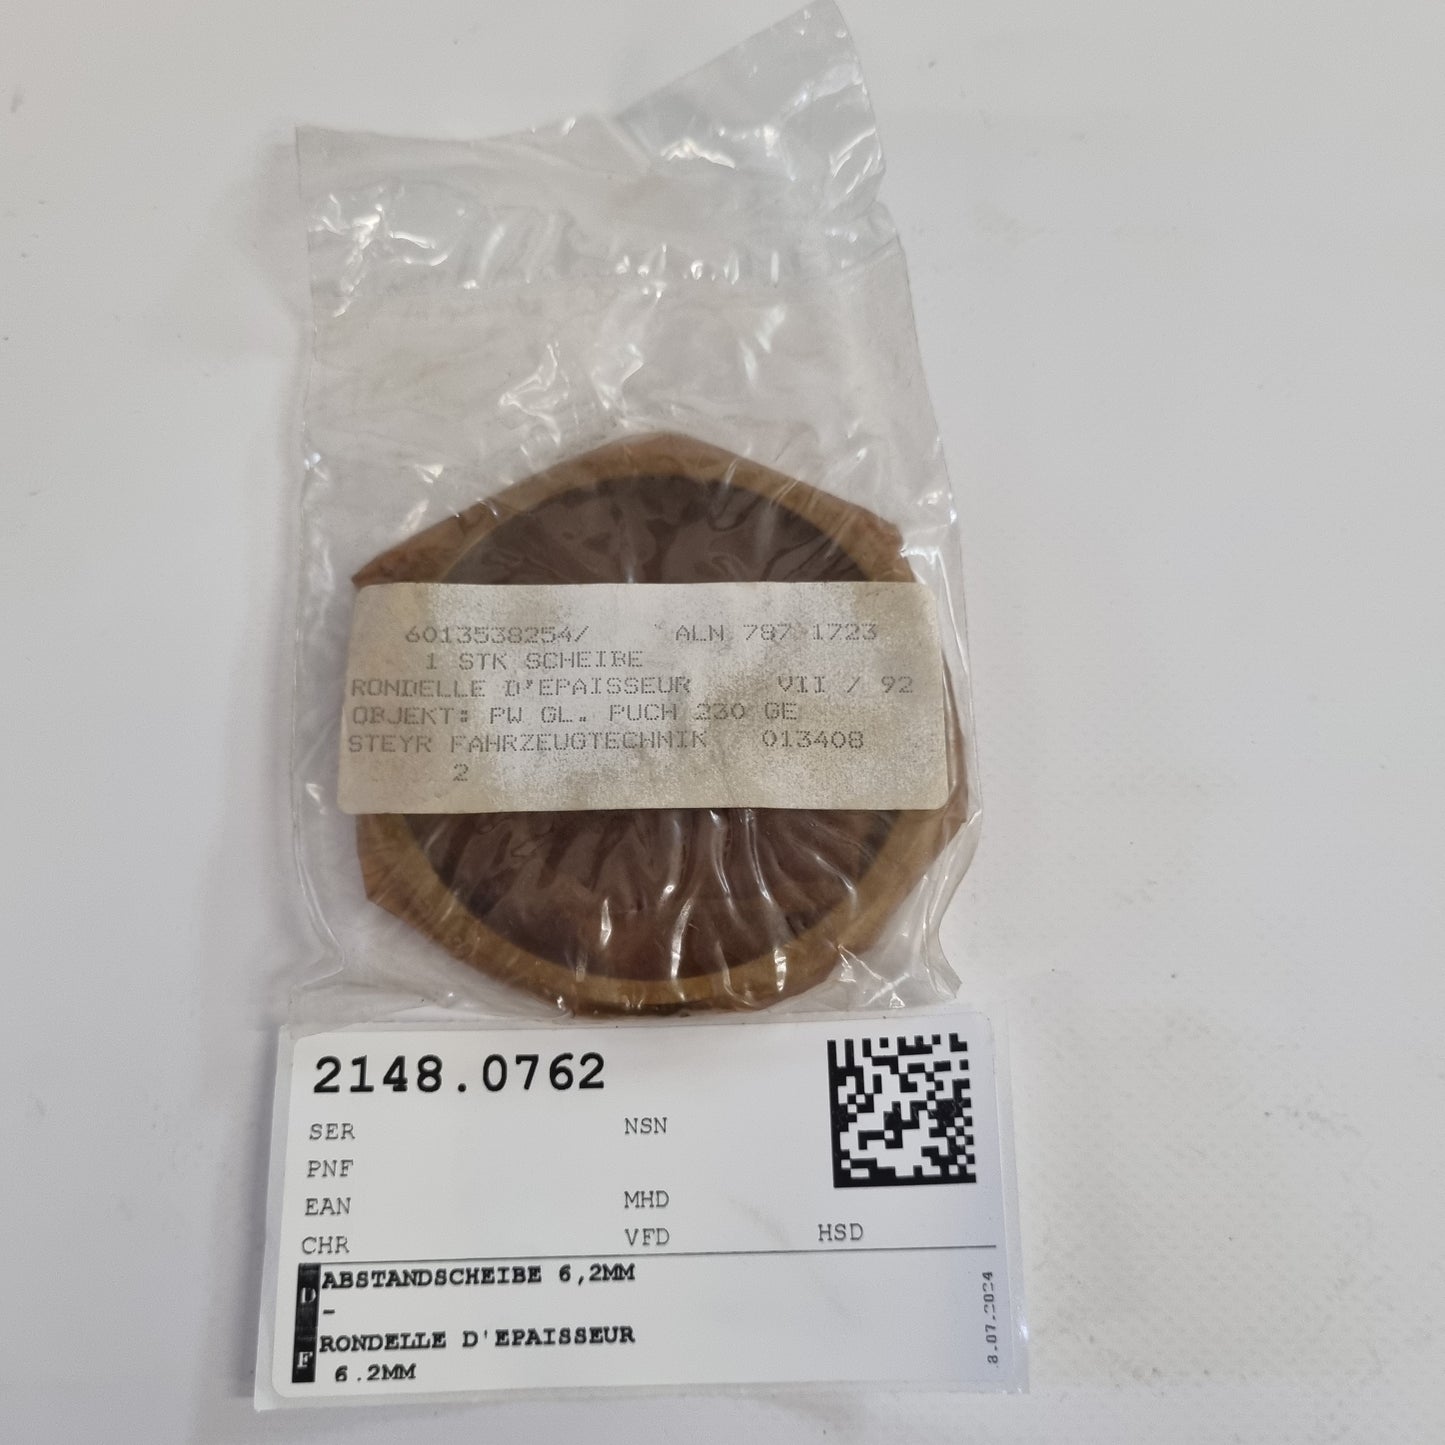 6013538254/ ALN 787 1723
1 STK SCHEIBE
RONDELLE D'EPAISSEUR VII / 92
OBJEKT: PW GL. PUCH 230 GE
STEYR FAHRZEUGTECHNIK 013408
2
2148.0762
SER NSN
PNF
EAN MHD
CHR VFD HSD
D ABSTANDSCHEIBE 6,2MM
-
F RONDELLE D'EPAISSEUR
6.2MM
8.07.2024